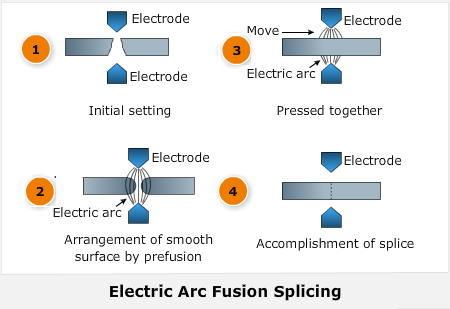 1
Electrode
Electrode
Initial setting
2
Electrode
Electric arc
Arrangement of smooth
surface by prefusion
3
Electrode
Move
Electric arc
Pressed together
4
Electrode
Accomplishment of splice
Electric Arc Fusion Splicing